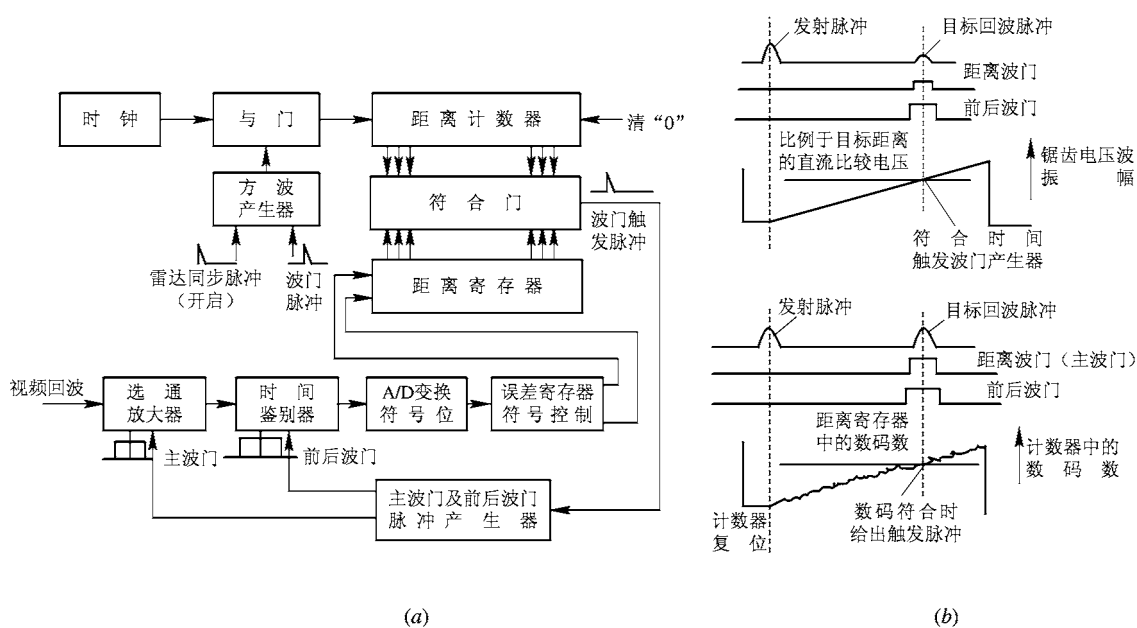 时 钟
与 门
距 离 计 数 器
清“0”
方 波
产生器
符 合 门
波门触
发脉冲
雷达同步脉冲
（开启）
波门
脉冲
距 离 寄 存 器
视频回波
选 通
放大器
时 间
鉴别器
A/D变换
符 号 位
误差寄存器
符 号 控 制
主波门
前后波门
主波门及前后波门
脉 冲 产 生 器
(a)
发射脉冲
目标回波脉冲
距离波门
前后波门
比例于目标距离
的直流比较电压
锯齿电压波
振 幅
符 合 时 间
触发波门产生器
发射脉冲
目标回波脉冲
距离波门（主波门）
前后波门
距离寄存器
中的数码数
计数器中的
数 码 数
计数器
复 位
数码符合时
给出触发脉冲
(b)